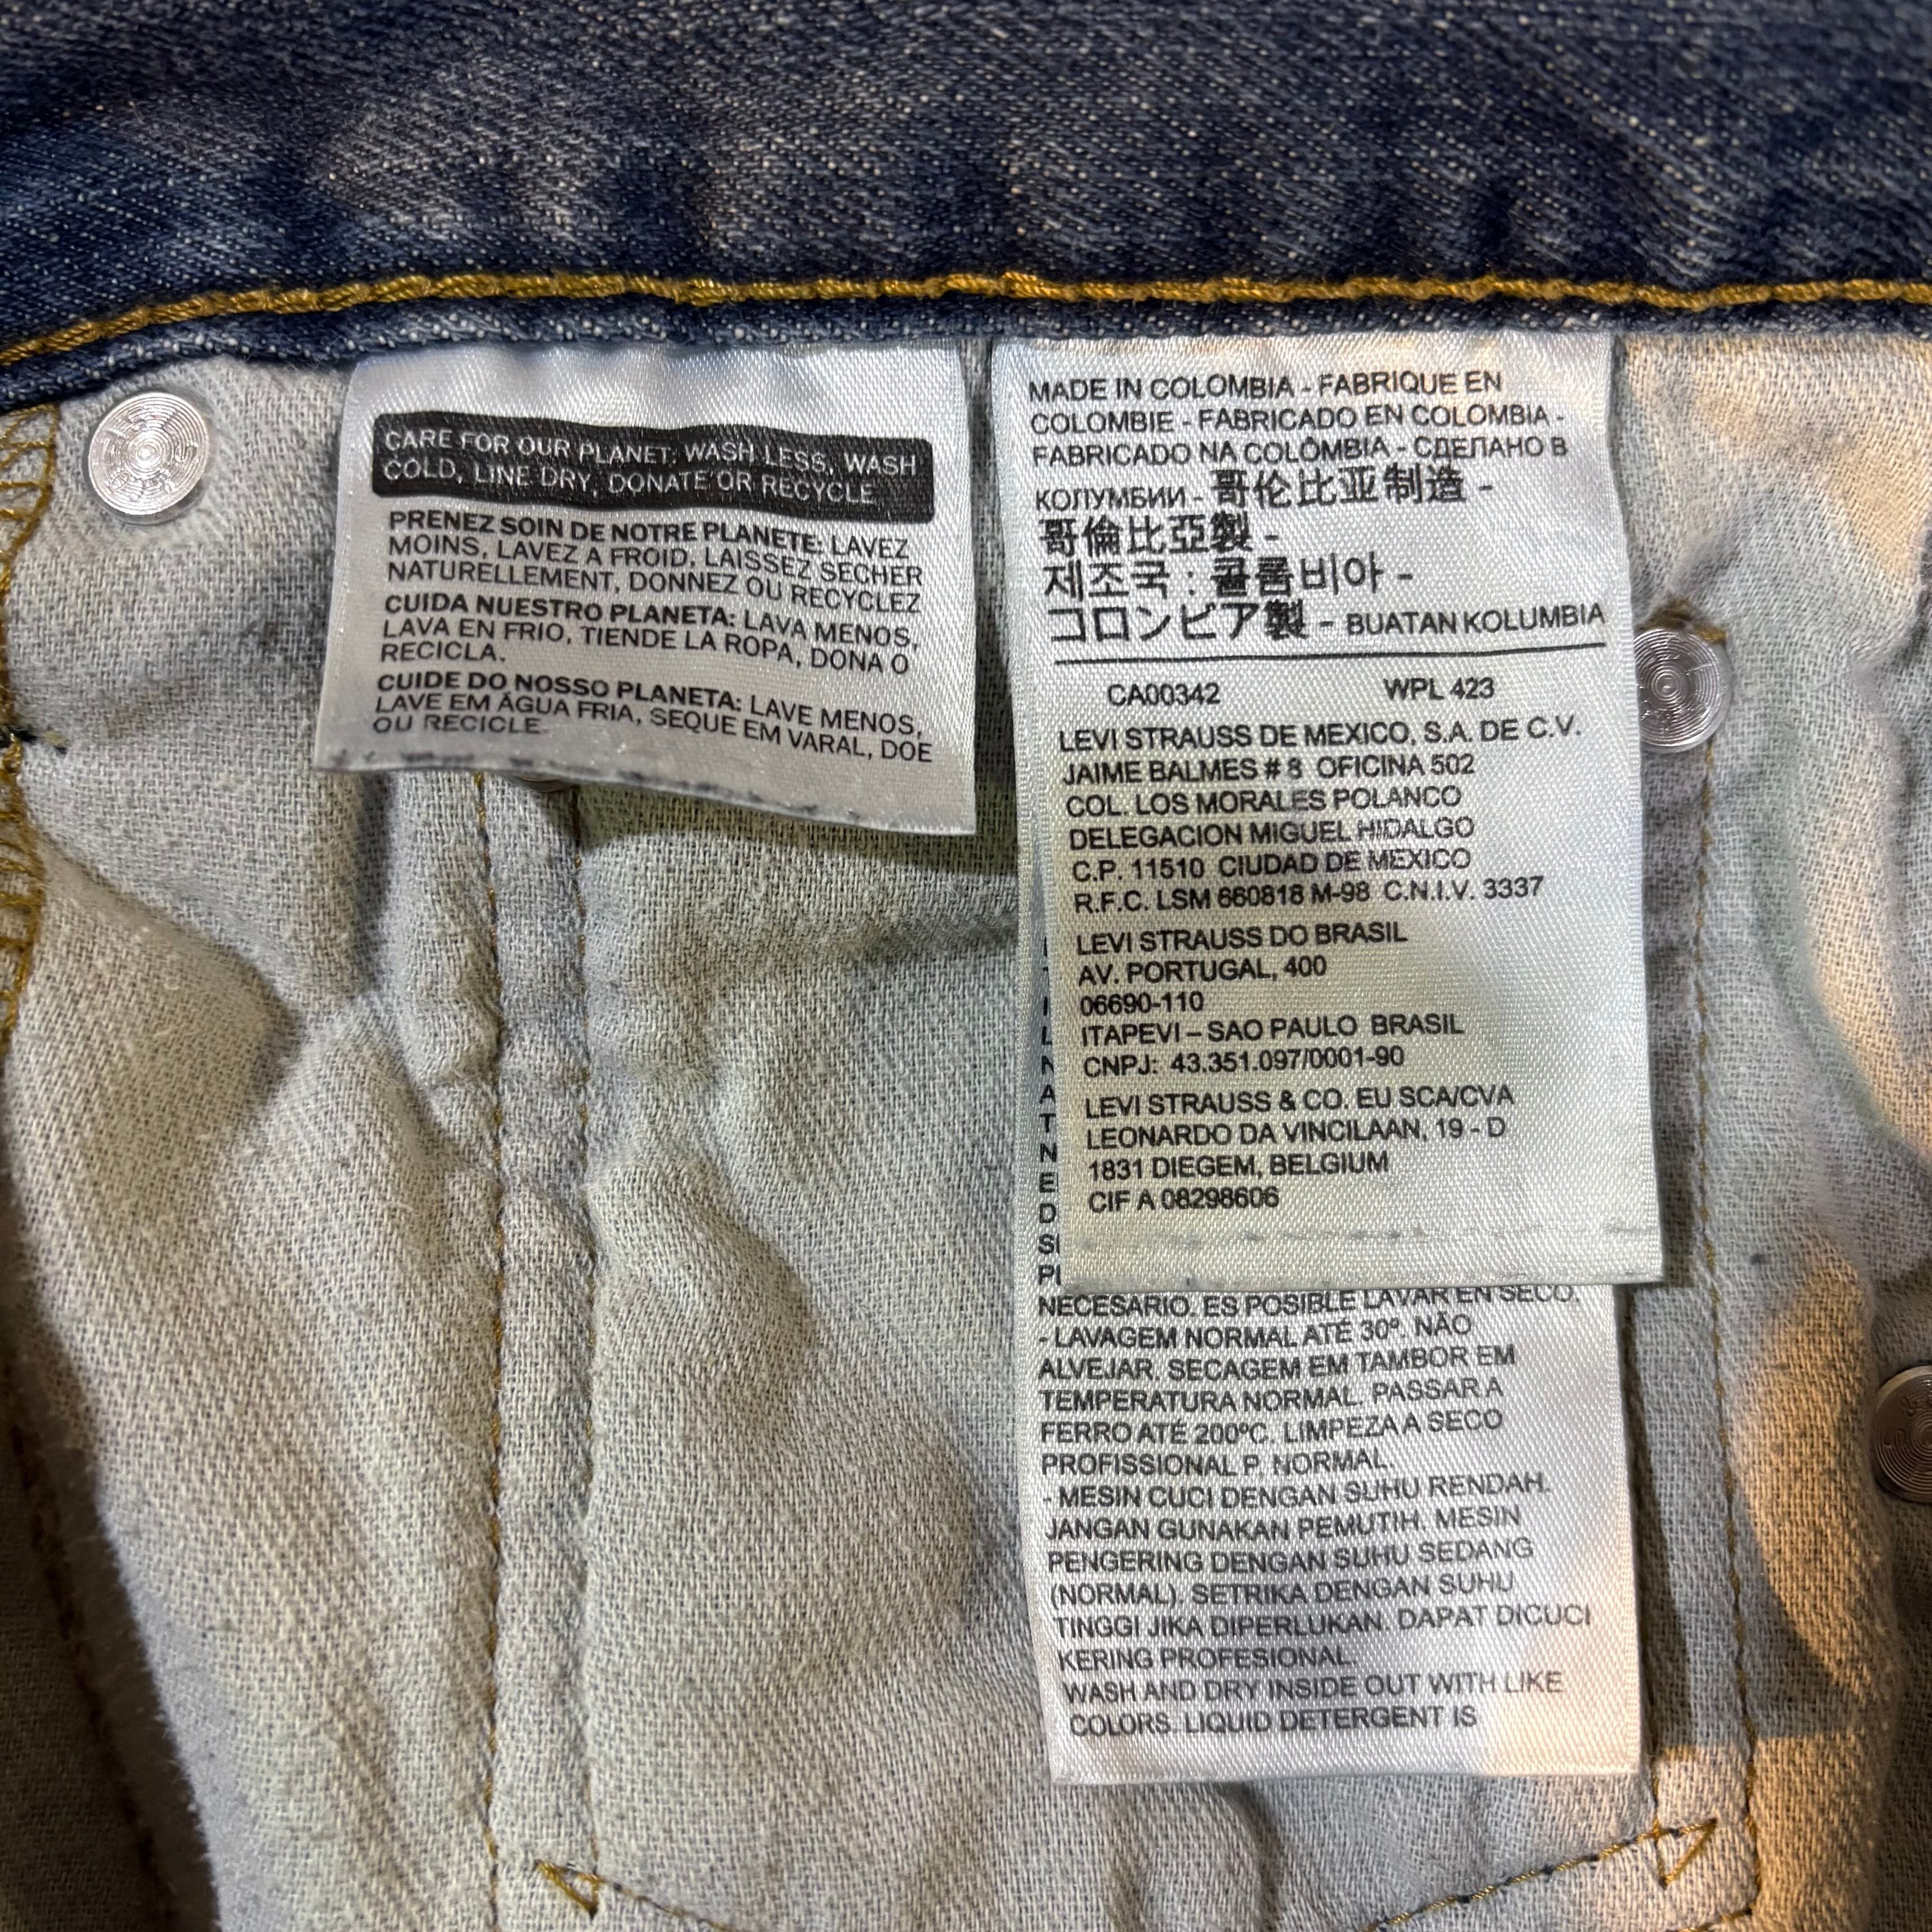 CARE FOR OUR PLANET: WASH LESS, WASH
COLD, LINE DRY, DONATE OR RECYCLE
PRENEZ SOIN DE NOTRE PLANETE: LAVEZ
MOINS, LAVEZ A FROID, LAISSEZ SECHER
NATURELLEMENT, DONNEZ OU RECYCLEZ
CUIDA NUESTRO PLANETA: LAVA MENOS,
LAVA EN FRIO, TIENDE LA ROPA, DONA O
RECICLA.
CUIDE DO NOSSO PLANETA: LAVE MENOS,
LAVE EM ÁGUA FRIA, SEQUE EM VARAL, DOE
OU RECICLE.
MADE IN COLOMBIA - FABRIQUE EN
COLOMBIE - FABRICADO EN COLOMBIA -
FABRICADO NA COLÔMBIA - СДЕЛАНО В
КОЛУМБИИ - 哥伦比亚制造 -
哥倫比亞製 -
제조국 : 콜롬비아 -
コロンビア製 - BUATAN KOLUMBIA
CA00342 WPL 423
LEVI STRAUSS DE MEXICO, S.A. DE C.V.
JAIME BALMES # 8 OFICINA 502
COL. LOS MORALES POLANCO
DELEGACION MIGUEL HIDALGO
C.P. 11510 CIUDAD DE MEXICO
R.F.C. LSM 660818 M-98 C.N.I.V. 3337
LEVI STRAUSS DO BRASIL
AV. PORTUGAL, 400
06690-110
ITAPEVI – SAO PAULO BRASIL
CNPJ: 43.351.097/0001-90
LEVI STRAUSS & CO. EU SCA/CVA
LEONARDO DA VINCILAAN, 19 - D
1831 DIEGEM, BELGIUM
CIF A 08298606
NECESARIO. ES POSIBLE LAVAR EN SECO.
- LAVAGEM NORMAL ATÉ 30º. NÃO
ALVEJAR. SECAGEM EM TAMBOR EM
TEMPERATURA NORMAL. PASSAR A
FERRO ATÉ 200ºC. LIMPEZA A SECO
PROFISSIONAL P. NORMAL.
- MESIN CUCI DENGAN SUHU RENDAH.
JANGAN GUNAKAN PEMUTIH. MESIN
PENGERING DENGAN SUHU SEDANG
(NORMAL). SETRIKA DENGAN SUHU
TINGGI JIKA DIPERLUKAN. DAPAT DICUCI
KERING PROFESIONAL.
WASH AND DRY INSIDE OUT WITH LIKE
COLORS. LIQUID DETERGENT IS